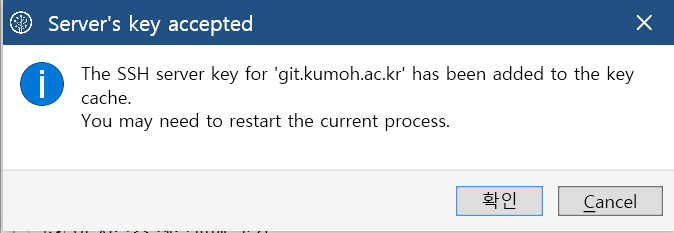 Server's key accepted
The SSH server key for 'git.kumoh.ac.kr' has been added to the key
cache.
You may need to restart the current process.
확인
Cancel